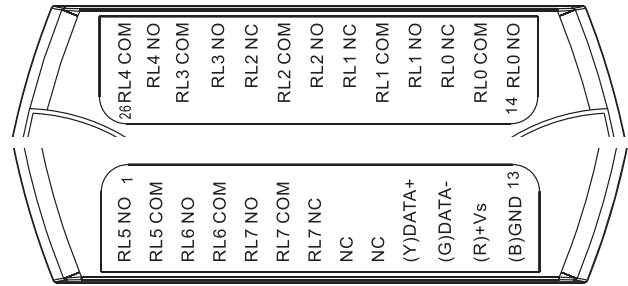 26 RL4 COM
RL4 NO
RL3 COM
RL3 NO
RL2 NC
RL2 COM
RL2 NO
RL1 NC
RL1 COM
RL1 NO
RL0 NC
RL0 COM
14 RL0 NO
RL5 NO 1
RL5 COM
RL6 NO
RL6 COM
RL7 NO
RL7 COM
RL7 NC
NC
NC
(Y)DATA+
(G)DATA-
(R)+Vs
(B)GND 13